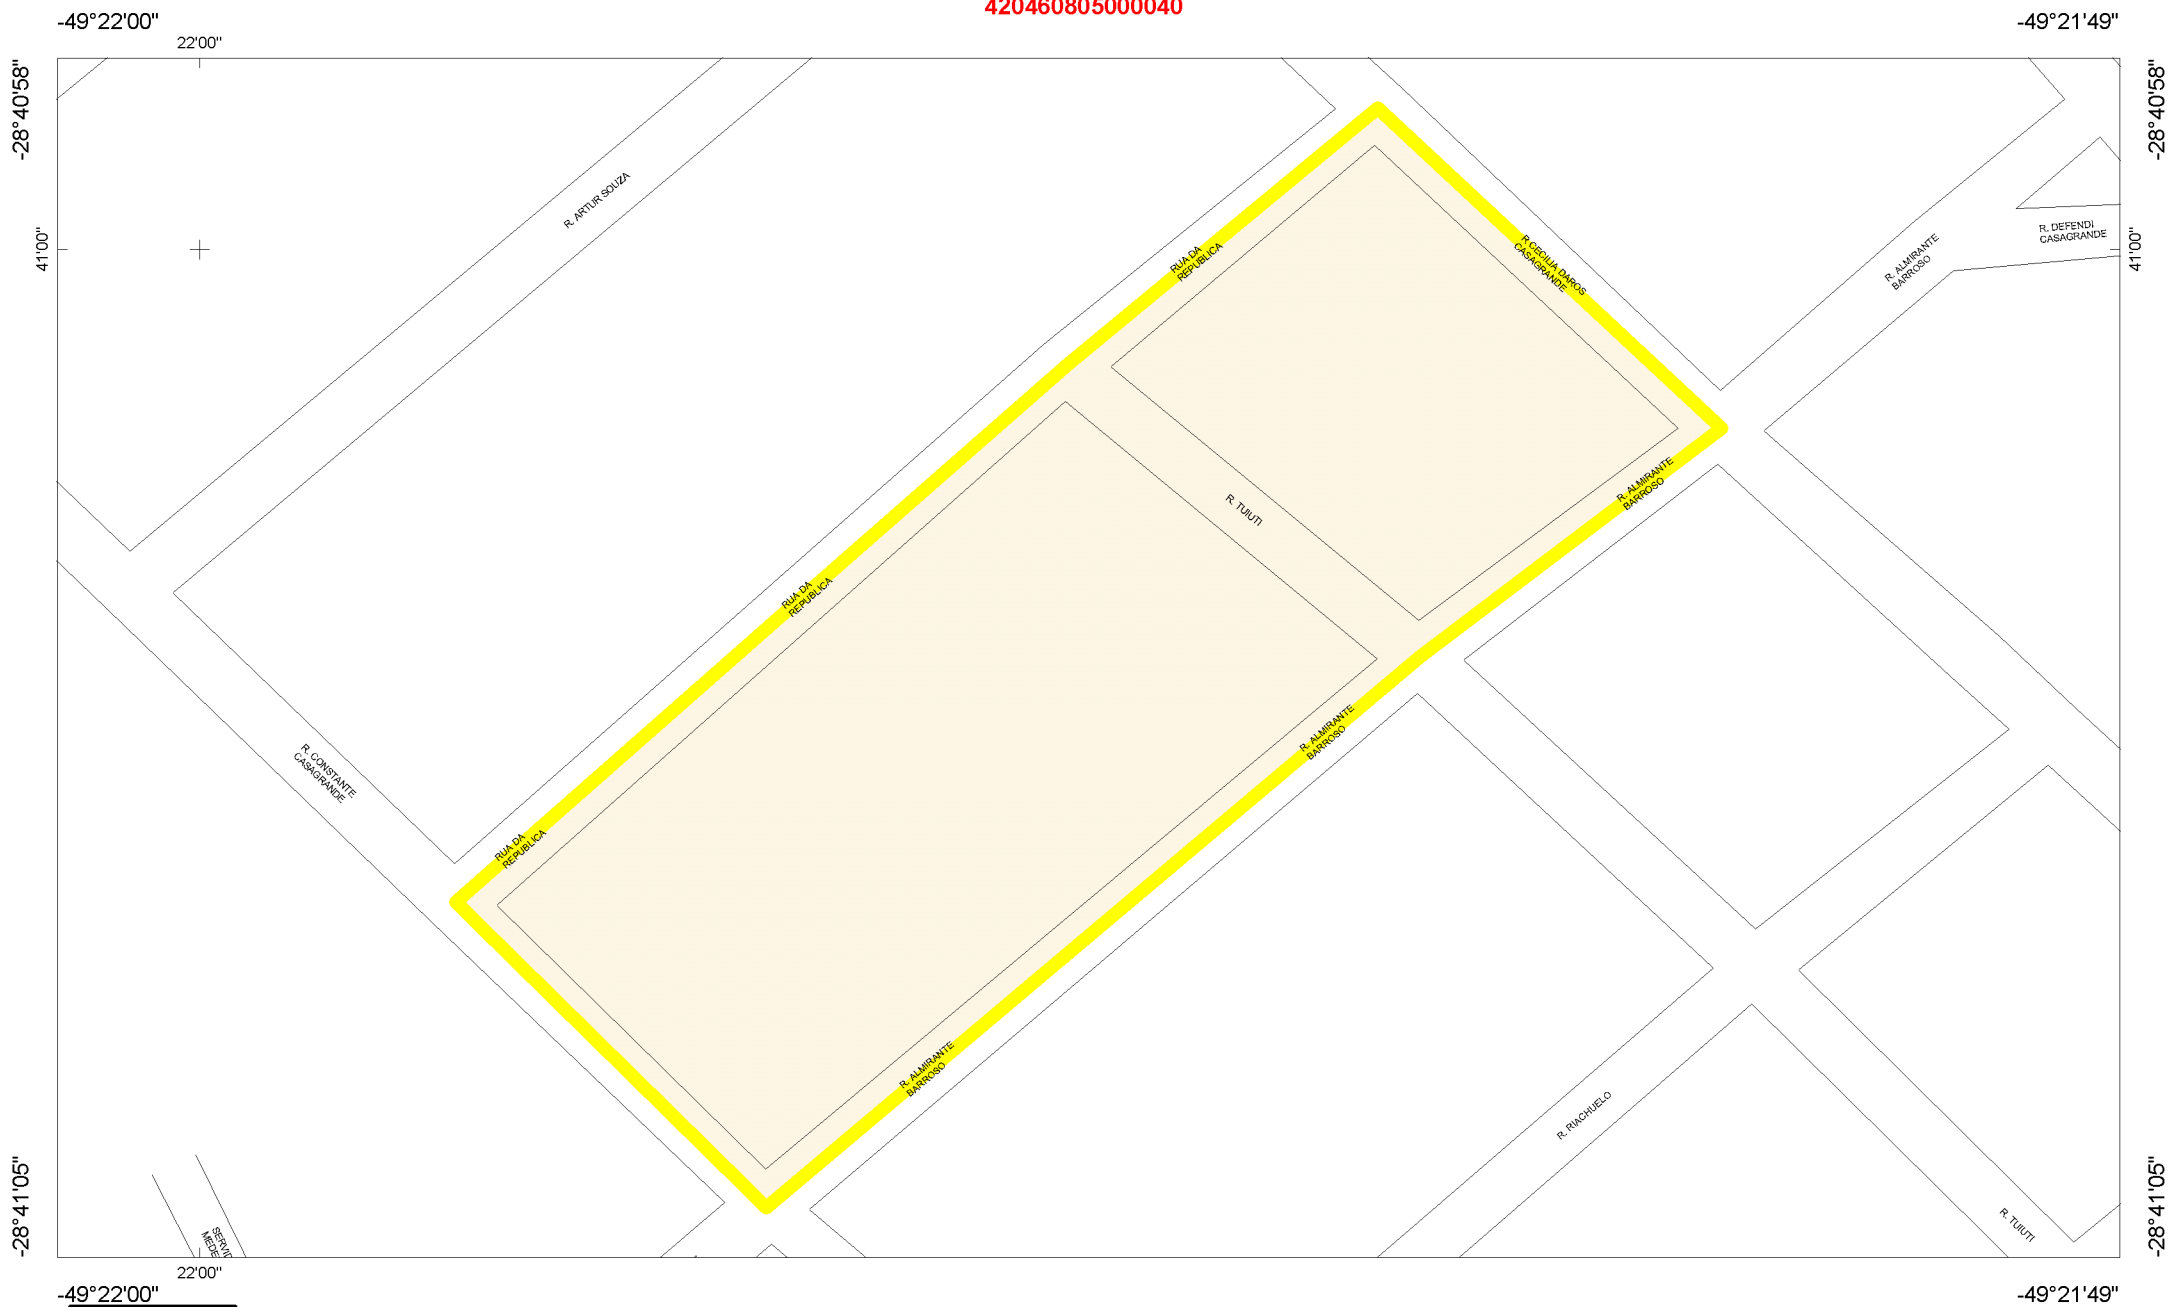 420460805000040
-49°22'00"
-49°21'49"
22'00"
-28°40'58"
-28°40'58"
41'00"
41'00"
R. ARTUR SOUZA
RUA DA
REPUBLICA
R CECILIA DAROS
CASAGRANDE
R. ALMIRANTE
BARROSO
R. DEFENDI
CASAGRANDE
R. ALMIRANTE
BARROSO
R. TUIUTI
RUA DA
REPUBLICA
R. ALMIRANTE
BARROSO
R. CONSTANTE
CASAGRANDE
RUA DA
REPUBLICA
R. ALMIRANTE
BARROSO
R. RIACHUELO
R. TUIUTI
SERVID
MEDE
-28°41'05"
-28°41'05"
22'00"
-49°22'00"
-49°21'49"